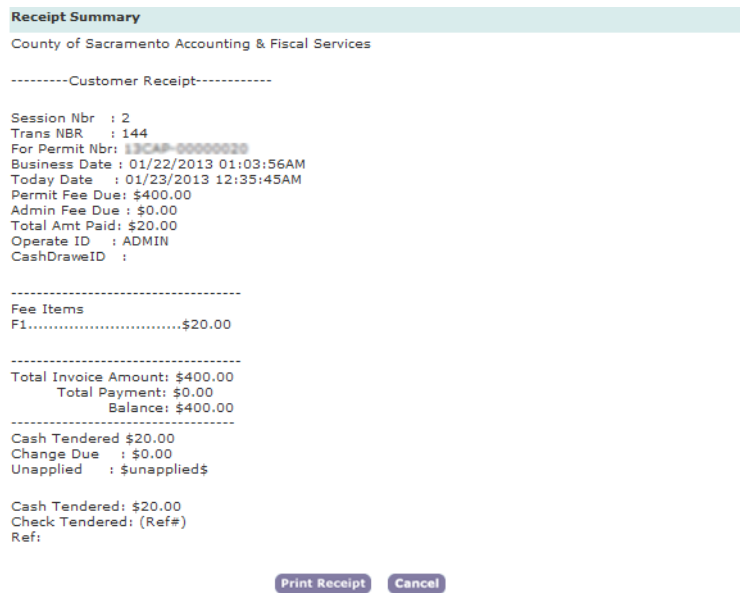 Receipt Summary
County of Sacramento Accounting & Fiscal Services
---------Customer Receipt------------
Session Nbr : 2
Trans NBR : 144
For Permit Nbr:
Business Date : 01/22/2013 01:03:56AM
Today Date : 01/23/2013 12:35:45AM
Permit Fee Due: $400.00
Admin Fee Due : $0.00
Total Amt Paid: $20.00
Operate ID : ADMIN
CashDraweID :
------------------------------------
Fee Items
F1..............................$20.00
------------------------------------
Total Invoice Amount: $400.00
Total Payment: $0.00
Balance: $400.00
-----------------------------------
Cash Tendered $20.00
Change Due : $0.00
Unapplied : $unapplied$
Cash Tendered: $20.00
Check Tendered: (Ref#)
Ref:
Print Receipt Cancel